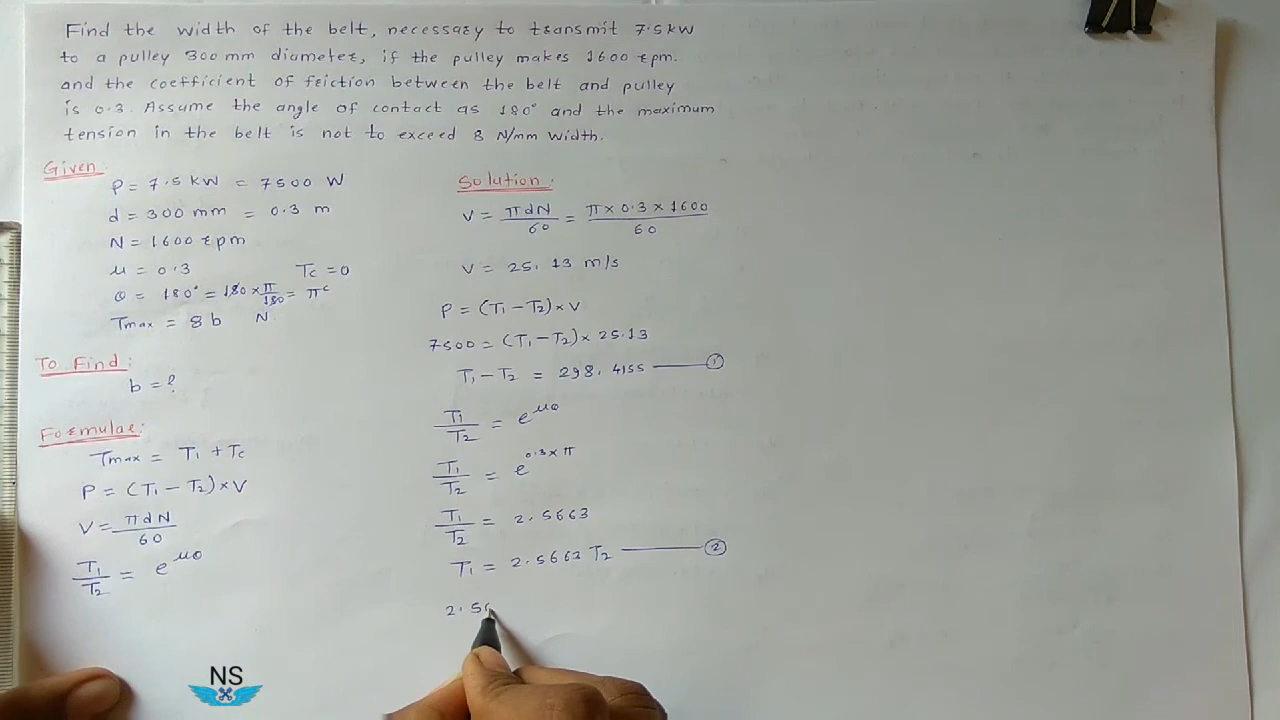 Find the width of the belt, necessary to transmit 7.5kW
to a pulley 300mm diameter, if the pulley makes 1600 rpm.
and the coefficient of friction between the belt and pulley
is 0.3. Assume the angle of contact as 180° and the maximum
tension in the belt is not to exceed 8 N/mm width.
Given:
P = 7.5 kW = 7500 W
d = 300 mm = 0.3 m
N = 1600 rpm
μ = 0.3 Tc = 0
θ = 180° = 180 × π/180 = π^c
Tmax = 8b N
To Find:
b = ?
Formulae:
Tmax = T1 + Tc
P = (T1 - T2) × V
V = πdN/60
T1/T2 = e^μθ
Solution:
V = πdN/60 = π × 0.3 × 1600/60
V = 25.13 m/s
P = (T1 - T2) × V
7500 = (T1 - T2) × 25.13
T1 - T2 = 298.4155 — ①
T1/T2 = e^μθ
T1/T2 = e^0.3×π
T1/T2 = 2.5663
T1 = 2.5663 T2 — ②
2.5
NS